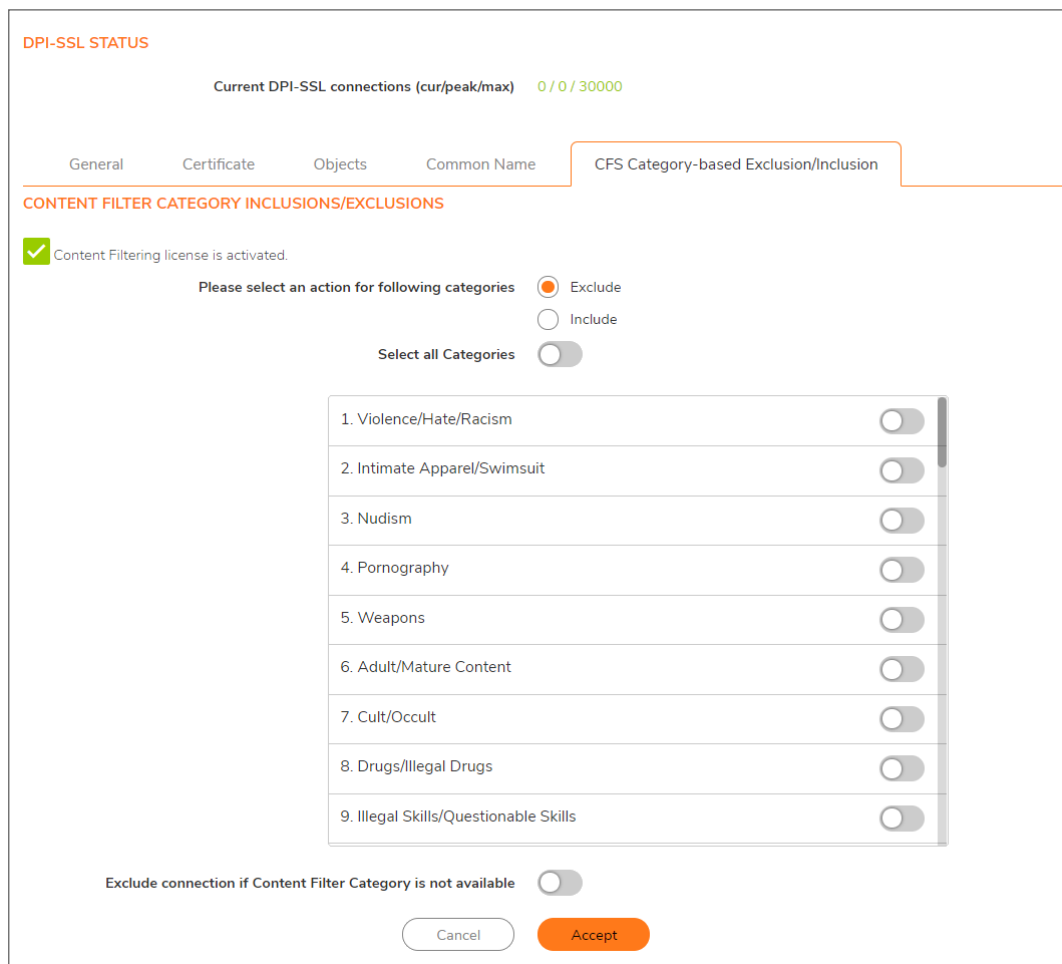 DPI-SSL STATUS
Current DPI-SSL connections (cur/peak/max) 0 / 0 / 30000
General Certificate Objects Common Name CFS Category-based Exclusion/Inclusion
CONTENT FILTER CATEGORY INCLUSIONS/EXCLUSIONS
Content Filtering license is activated.
Please select an action for following categories Exclude
Include
Select all Categories
1. Violence/Hate/Racism
2. Intimate Apparel/Swimsuit
3. Nudism
4. Pornography
5. Weapons
6. Adult/Mature Content
7. Cult/Occult
8. Drugs/Illegal Drugs
9. Illegal Skills/Questionable Skills
Exclude connection if Content Filter Category is not available
Cancel Accept